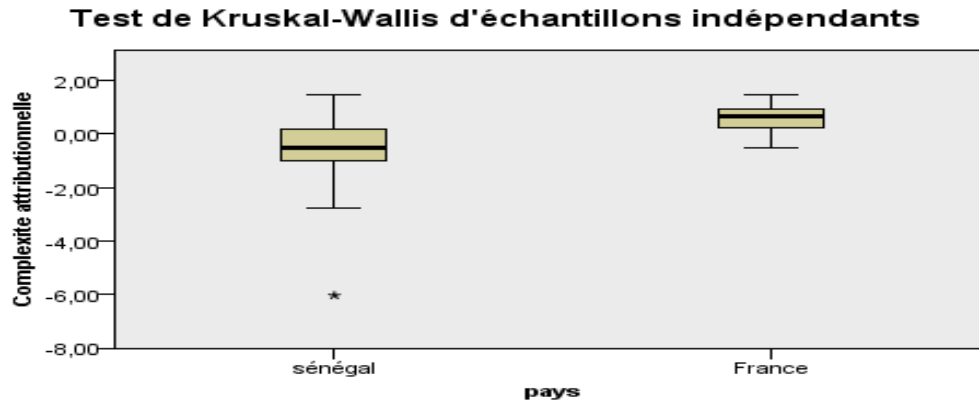 Test de Kruskal-Wallis d'échantillons indépendants
Complexite attributionnelle
2,00
0,00
-2,00
-4,00
-6,00
-8,00
*
sénégal
France
pays